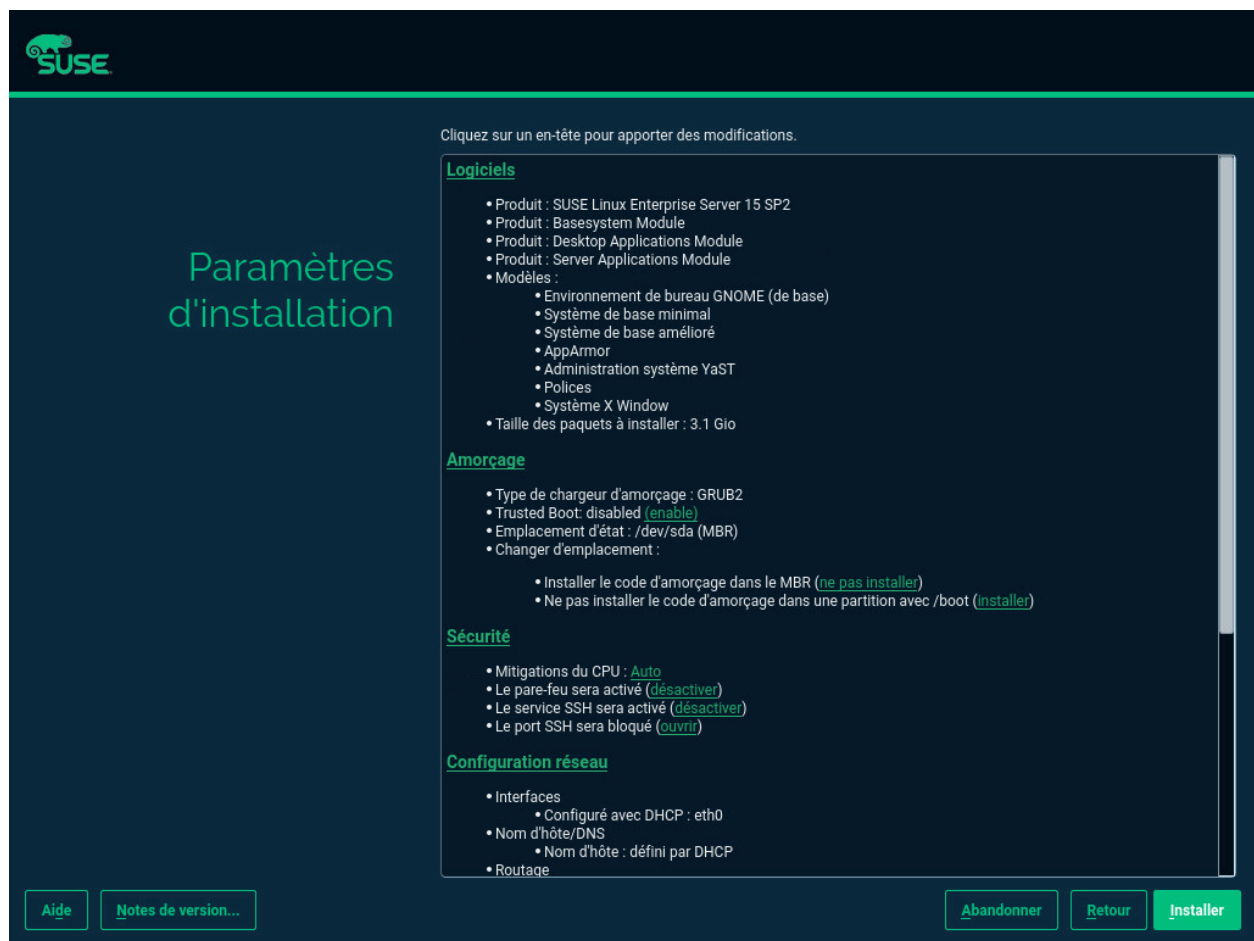 SUSE
Cliquez sur un en-tête pour apporter des modifications.
Paramètres
d'installation
Logiciels
• Produit : SUSE Linux Enterprise Server 15 SP2
• Produit : Basesystem Module
• Produit : Desktop Applications Module
• Produit : Server Applications Module
• Modèles :
• Environnement de bureau GNOME (de base)
• Système de base minimal
• Système de base amélioré
• AppArmor
• Administration système YaST
• Polices
• Système X Window
• Taille des paquets à installer : 3.1 Gio
Amorçage
• Type de chargeur d'amorçage : GRUB2
• Trusted Boot: disabled (enable)
• Emplacement d'état : /dev/sda (MBR)
• Changer d'emplacement :
• Installer le code d'amorçage dans le MBR (ne pas installer)
• Ne pas installer le code d'amorçage dans une partition avec /boot (installer)
Sécurité
• Mitigations du CPU : Auto
• Le pare-feu sera activé (désactiver)
• Le service SSH sera activé (désactiver)
• Le port SSH sera bloqué (ouvrir)
Configuration réseau
• Interfaces
• Configuré avec DHCP : eth0
• Nom d'hôte/DNS
• Nom d'hôte : défini par DHCP
• Routage
Aide
Notes de version...
Abandonner
Retour
Installer